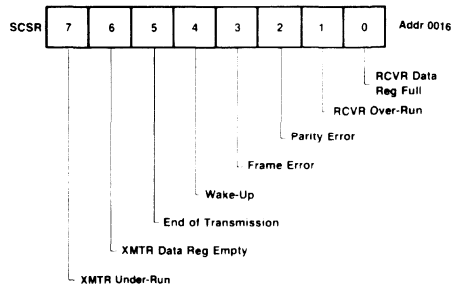 SCSR 7 6 5 4 3 2 1 0 Addr 0016
RCVR Data
Reg Full
RCVR Over-Run
Parity Error
Frame Error
Wake-Up
End of Transmission
XMTR Data Reg Empty
XMTR Under-Run